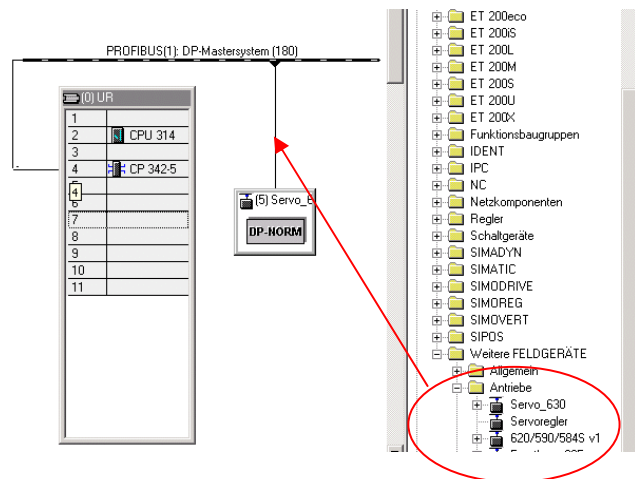 PROFIBUS(1): DP-Mastersystem (180)
(0) UR
1
2 CPU 314
3
4 CP 342-5
4
6
7
8
9
10
11
(5) Servo_
DP-NORM
ET 200eco
ET 200iS
ET 200L
ET 200M
ET 200S
ET 200U
ET 200X
Funktionsbaugruppen
IDENT
IPC
NC
Netzkomponenten
Regler
Schaltgeräte
SIMADYN
SIMATIC
SIMODRIVE
SIMOREG
SIMOVERT
SIPOS
Weitere FELDGERÄTE
Allgemein
Antriebe
Servo_630
Servoregler
620/590/584S v1